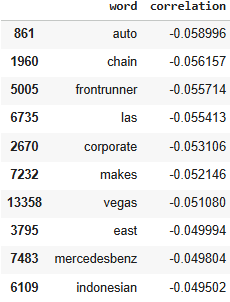 word correlation
861 auto -0.058996
1960 chain -0.056157
5005 frontrunner -0.055714
6735 las -0.055413
2670 corporate -0.053106
7232 makes -0.052146
13358 vegas -0.051080
3795 east -0.049994
7483 mercedesbenz -0.049804
6109 indonesian -0.049502